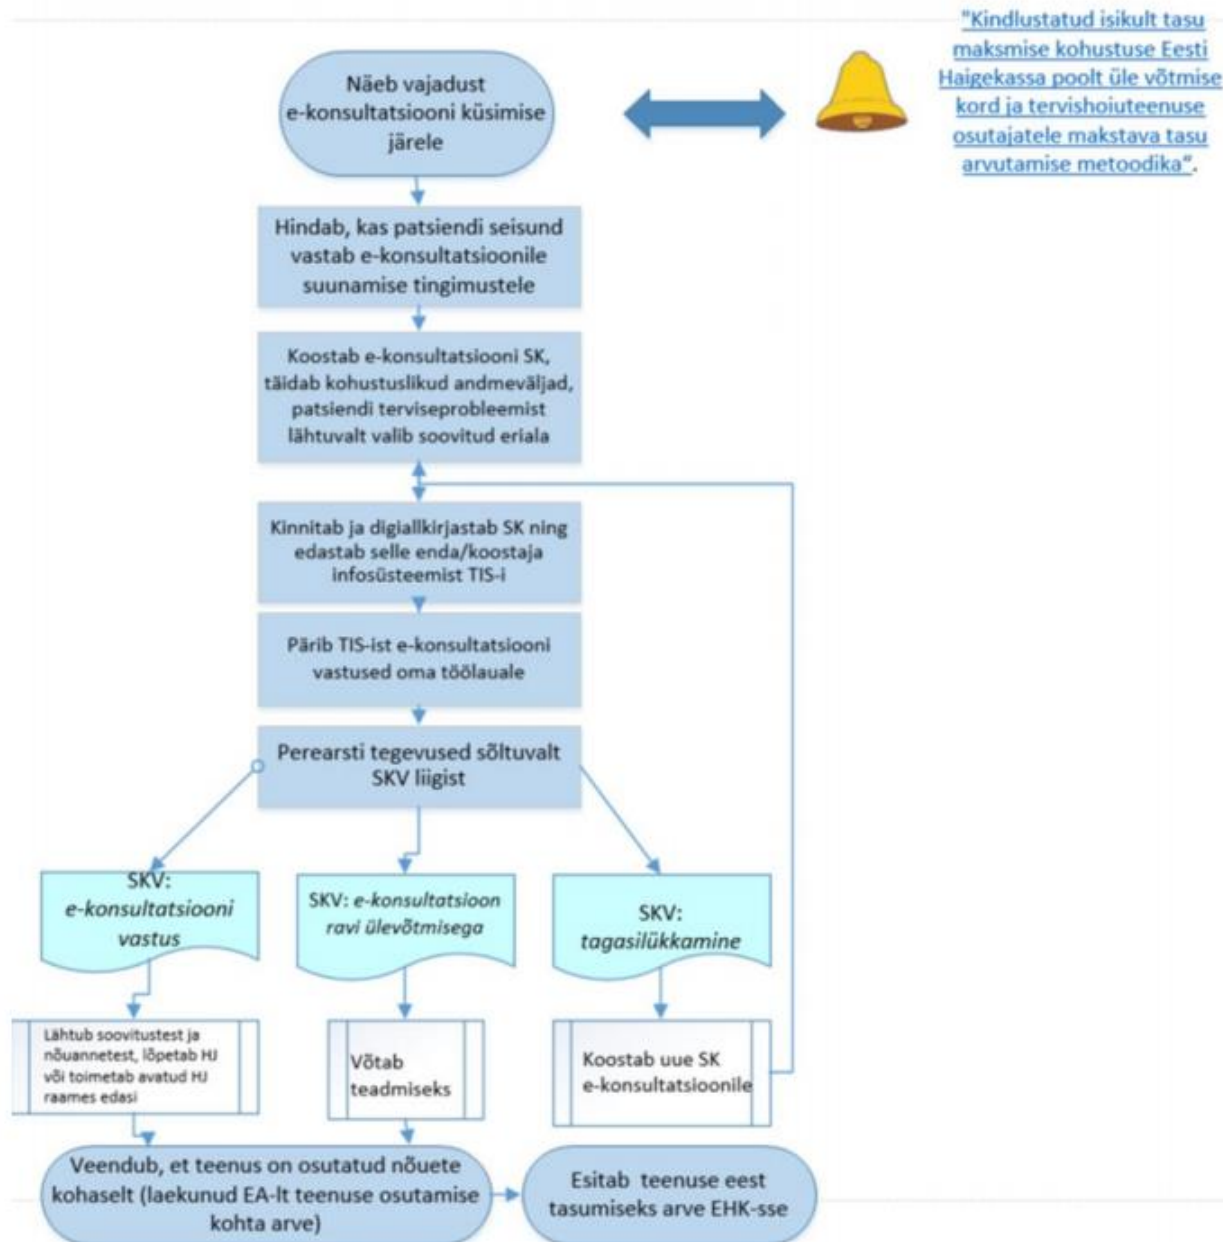 Näeb vajadust
e-konsultatsiooni küsimise
järele
"Kindlustatud isikult tasu
maksmise kohustuse Eesti
Haigekassa poolt üle võtmise
kord ja tervishoiuteenuse
osutajatele makstava tasu
arvutamise metoodika“.
Hindab, kas patsiendi seisund
vastab e-konsultatsioonile
suunamise tingimustele
Koostab e-konsultatsiooni SK,
täidab kohustuslikud andmeväljad,
patsiendi terviseprobleemist
lähtuvalt valib soovitud eriala
Kinnitab ja digiallkirjastab SK ning
edastab selle enda/koostaja
infosüsteemist TIS-i
Pärib TIS-ist e-konsultatsiooni
vastused oma töölauale
Perearsti tegevused sõltuvalt
SKV liigist
SKV:
e-konsultatsiooni
vastus
SKV: e-konsultatsioon
ravi ülevõtmisega
SKV:
tagasilükkamine
Lähtub soovitustest ja
nõuannetest, lõpetab HJ
või toimetab avatud HJ
raames edasi
Võtab
teadmiseks
Koostab uue SK
e-konsultatsioonile
Veendub, et teenus on osutatud nõuete
kohaselt (laekunud EA-lt teenuse osutamise
kohta arve)
Esitab teenuse eest
tasumiseks arve EHK-sse